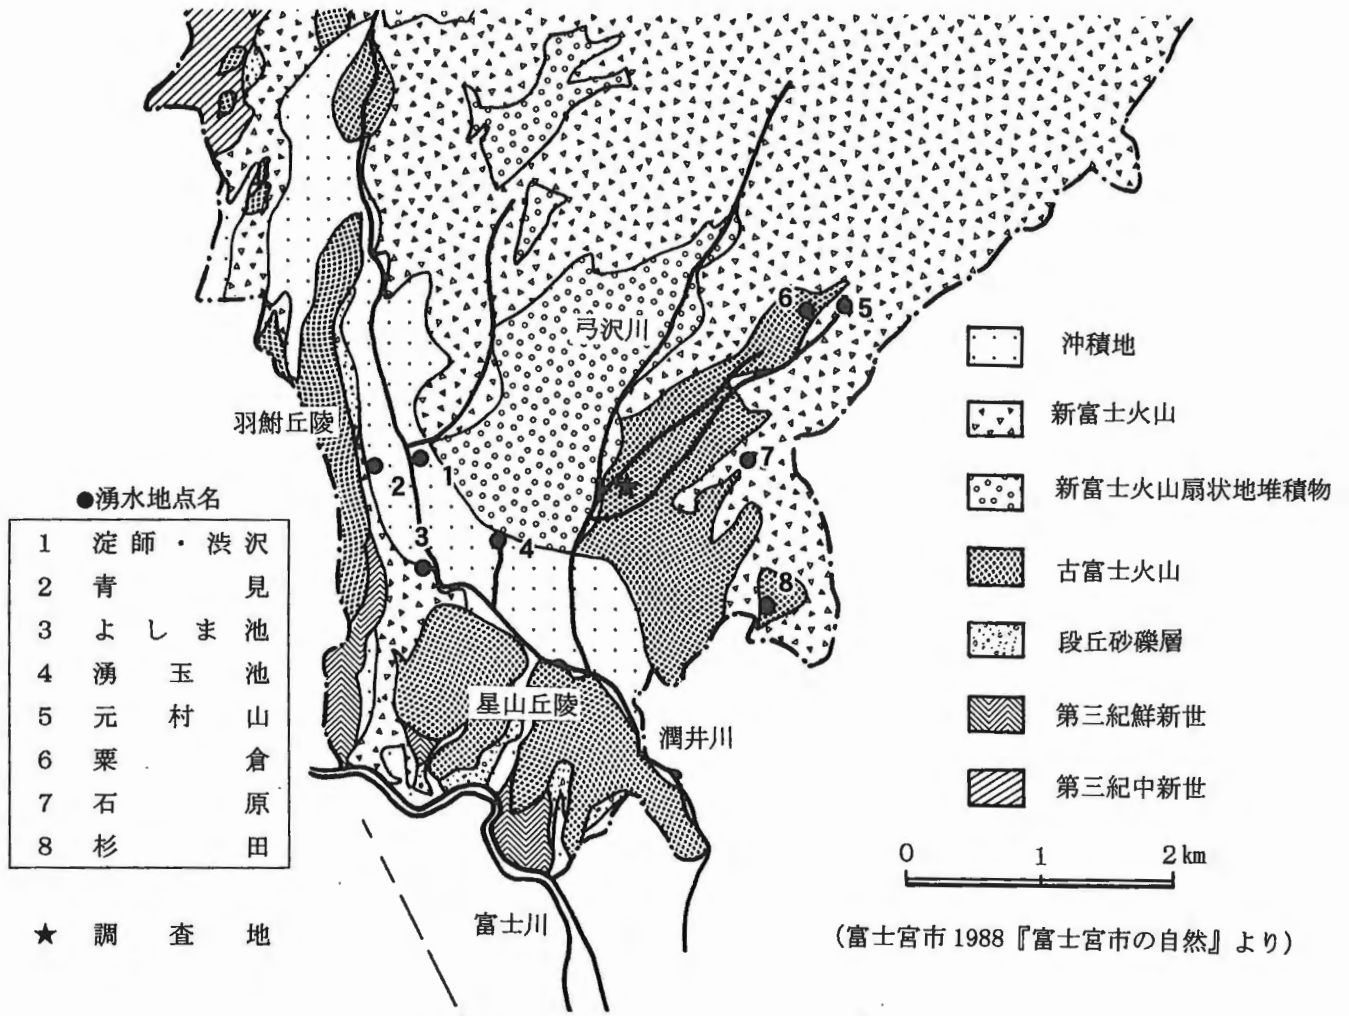 弓沢川
6
5
羽鮒丘陵
1
2
3
4
7
8
星山丘陵
潤井川
富士川
●湧水地点名
1 淀師・渋沢
2 青見
3 よしま池
4 湧玉池
5 元村山
6 粟倉
7 石原
8 杉田
★ 調査地
沖積地
新富士火山
新富士火山扇状地堆積物
古富士火山
段丘砂礫層
第三紀鮮新世
第三紀中新世
0 1 2km
(富士宮市1988『富士宮市の自然』より)